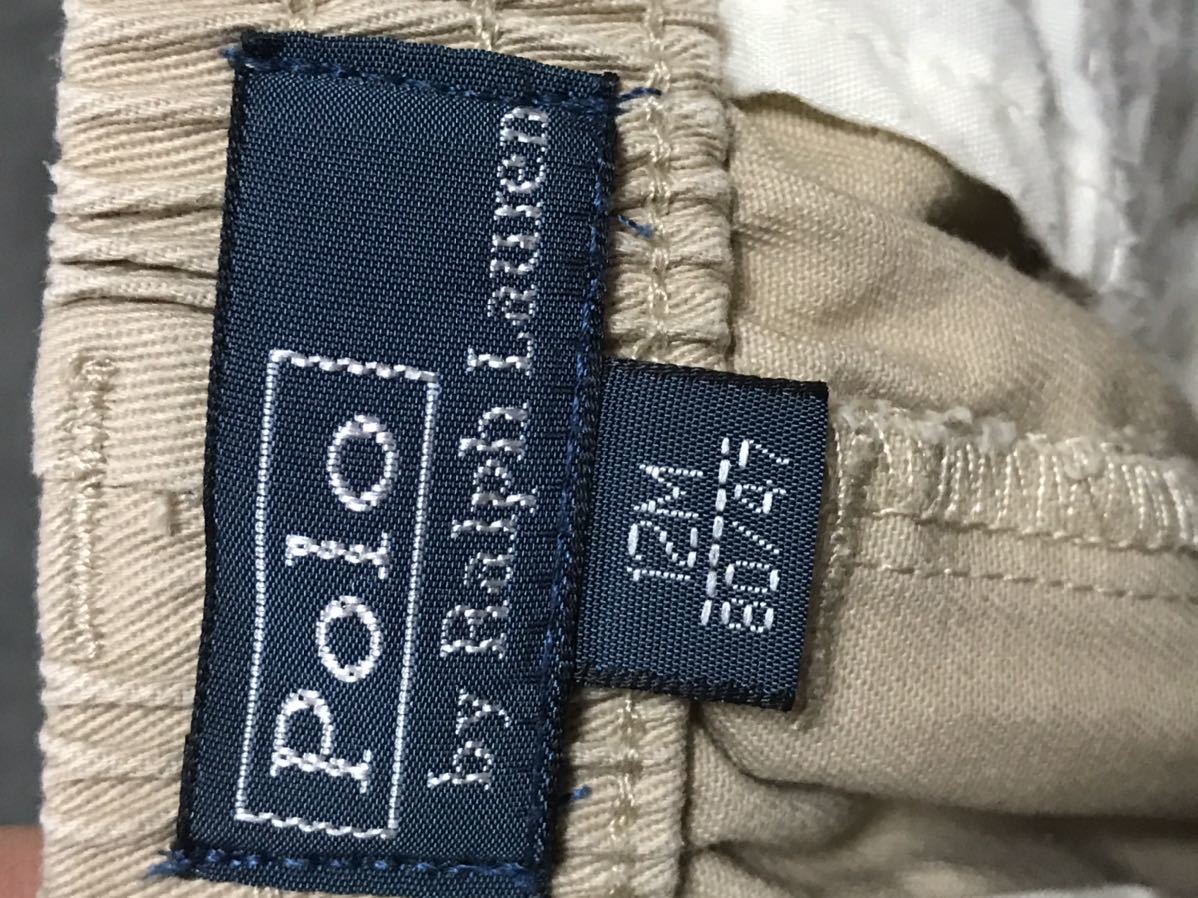 Polo
by Ralph Lauren
12M
80/47